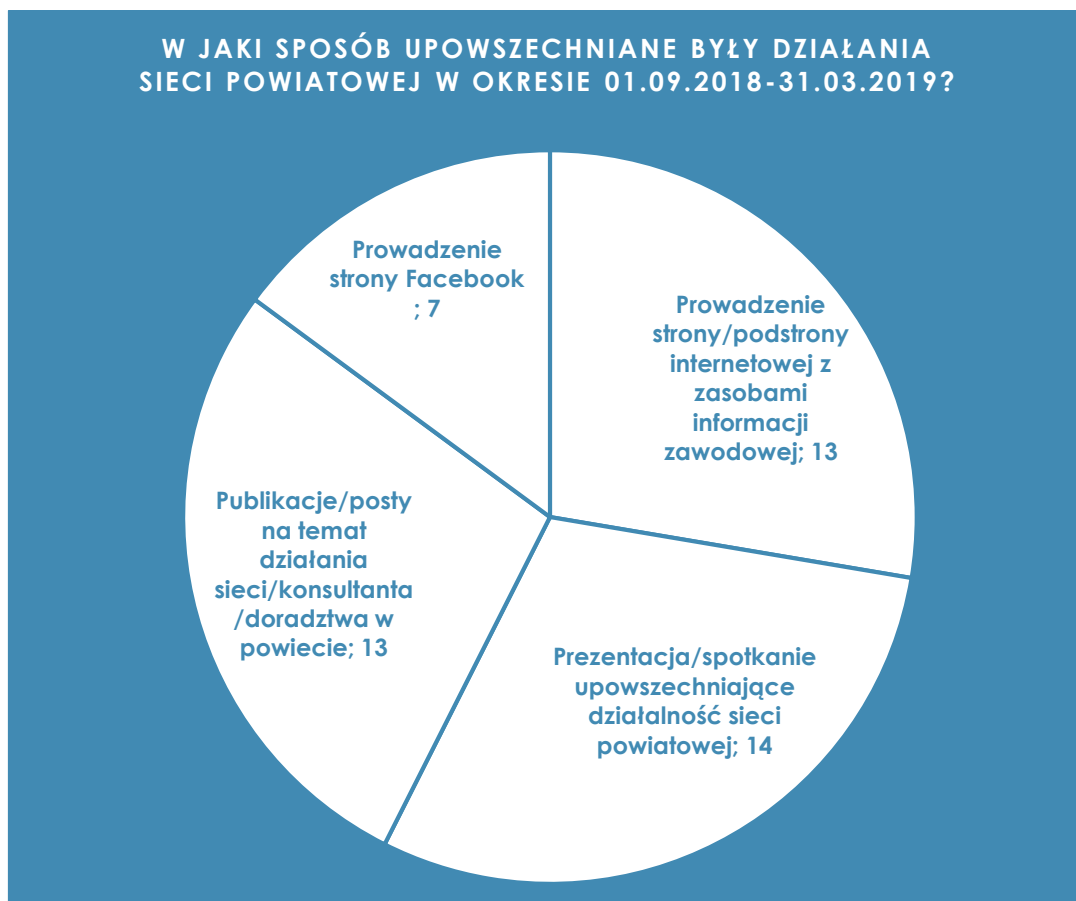 W JAKI SPOSÓB UPOWSZECHNIANE BYŁY DZIAŁANIA
SIECI POWIATOWEJ W OKRESIE 01.09.2018-31.03.2019?
Prowadzenie
strony Facebook
; 7
Prowadzenie
strony/podstrony
internetowej z
zasobami
informacji
zawodowej; 13
Publikacje/posty
na temat
działania
sieci/konsultanta
/doradztwa w
powiecie; 13
Prezentacja/spotkanie
upowszechniające
działalność sieci
powiatowej; 14